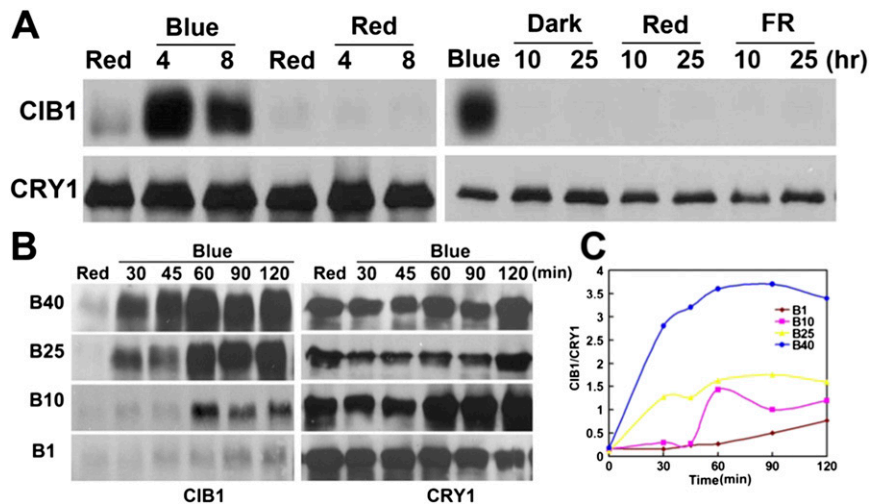 A
Blue Red Dark Red FR
Red 4 8 Red 4 8 Blue 10 25 10 25 10 25 (hr)
CIB1
CRY1
B
Blue Blue
Red 30 45 60 90 120 Red 30 45 60 90 120 (min)
B40
B25
B10
B1
CIB1 CRY1
C
4
3.5
3
2.5
2
1.5
1
0.5
0
CIB1/CRY1
B1
B10
B25
B40
0 30 60 90 120
Time(min)